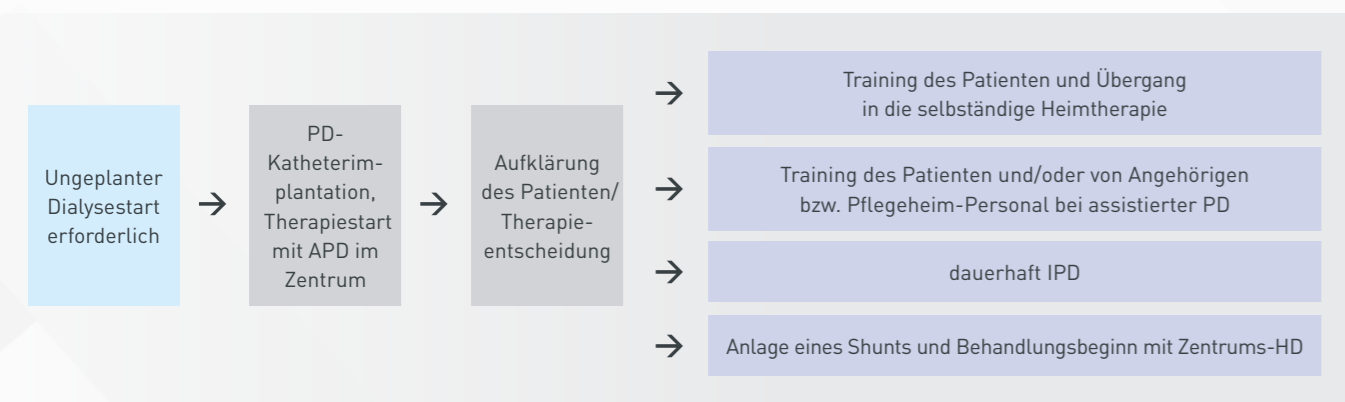 Ungeplanter
Dialysestart
erforderlich
→
PD-
Katheterim-
plantation,
Therapiestart
mit APD im
Zentrum
→
Aufklärung
des Patienten/
Therapie-
entscheidung
→
Training des Patienten und Übergang
in die selbständige Heimtherapie
→
Training des Patienten und/oder von Angehörigen
bzw. Pflegeheim-Personal bei assistierter PD
→
dauerhaft IPD
→
Anlage eines Shunts und Behandlungsbeginn mit Zentrums-HD